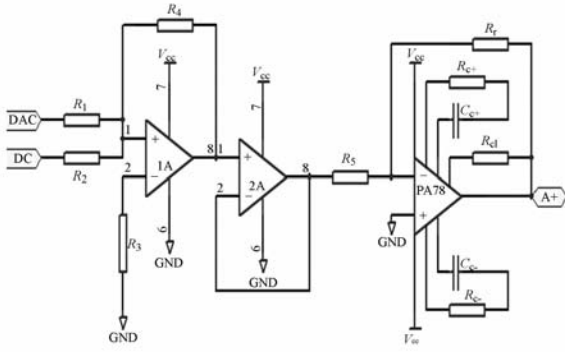 R4
Vcc
7
DAC
R1
1
+
1A
8
DC
R2
2
−
6
GND
R3
GND
Vcc
7
1
+
2A
8
2
−
6
GND
R5
Rr
Vcc
Rc+
Cc+
Rcl
−
PA78
+
GND
A+
Cc-
Rc-
Vcc